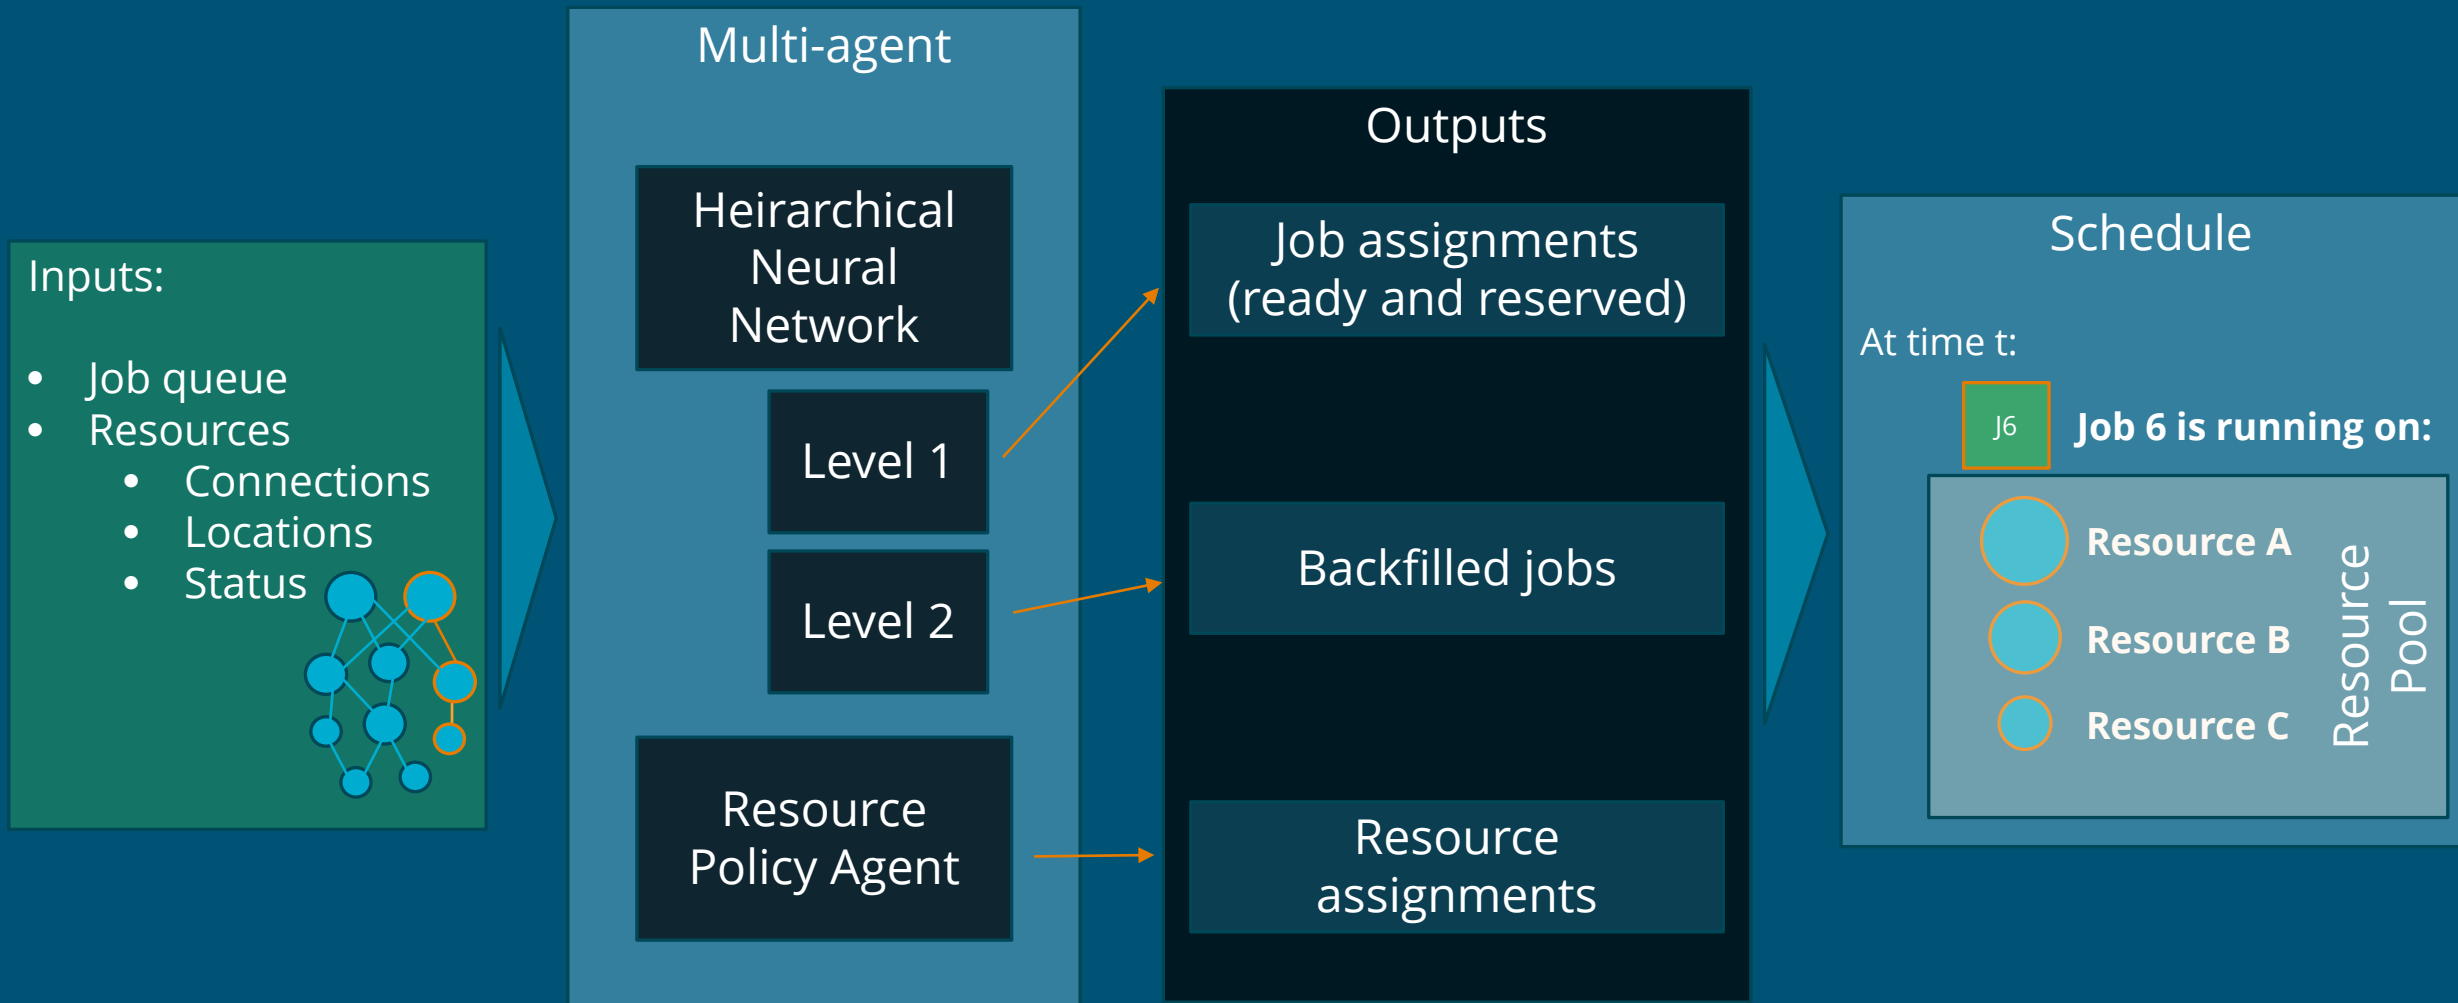 Inputs:
• Job queue
• Resources
• Connections
• Locations
• Status
Multi-agent
Heirarchical
Neural
Network
Level 1
Level 2
Resource
Policy Agent
Outputs
Job assignments
(ready and reserved)
Backfilled jobs
Resource
assignments
Schedule
At time t:
J6
Job 6 is running on:
Resource A
Resource B
Resource C
Resource
Pool